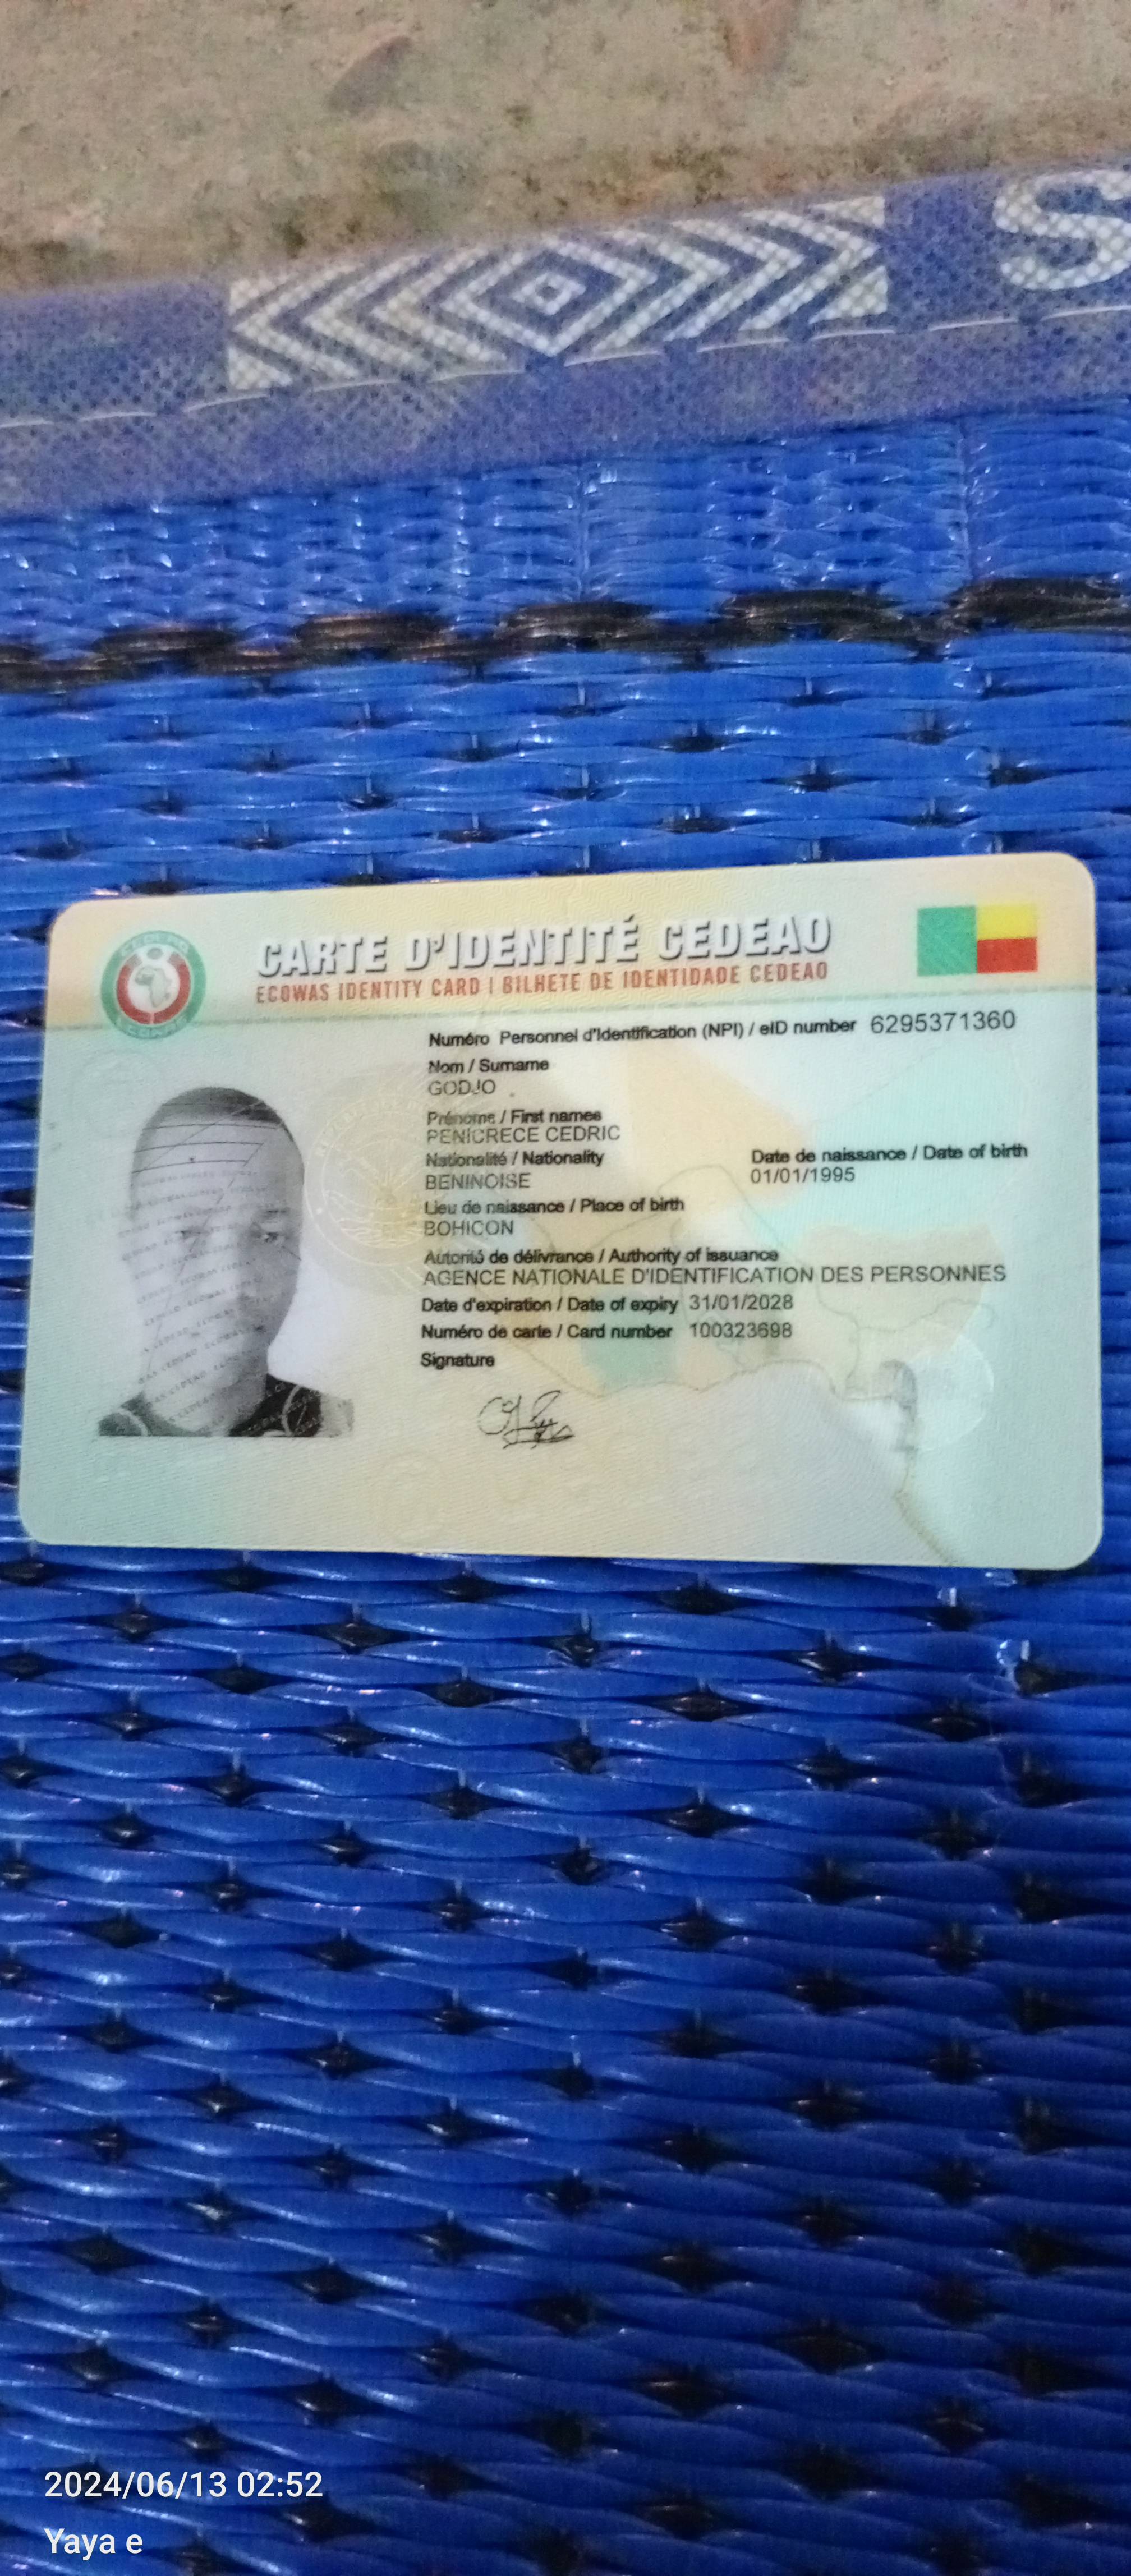 S
CARTE D'IDENTITÉ CEDEAO
ECOWAS IDENTITY CARD | BILHETE DE IDENTIDADE CEDEAO
Numéro Personnel d'Identification (NPI) / eID number 6295371360
Nom / Surname
GODJO
Prénoms / First names
PENICRECE CEDRIC
Nationalité / Nationality
BENINOISE
Date de naissance / Date of birth
01/01/1995
Lieu de naissance / Place of birth
BOHICON
Autorité de délivrance / Authority of issuance
AGENCE NATIONALE D'IDENTIFICATION DES PERSONNES
Date d'expiration / Date of expiry 31/01/2028
Numéro de carte / Card number 100323698
Signature
2024/06/13 02:52
Yaya e